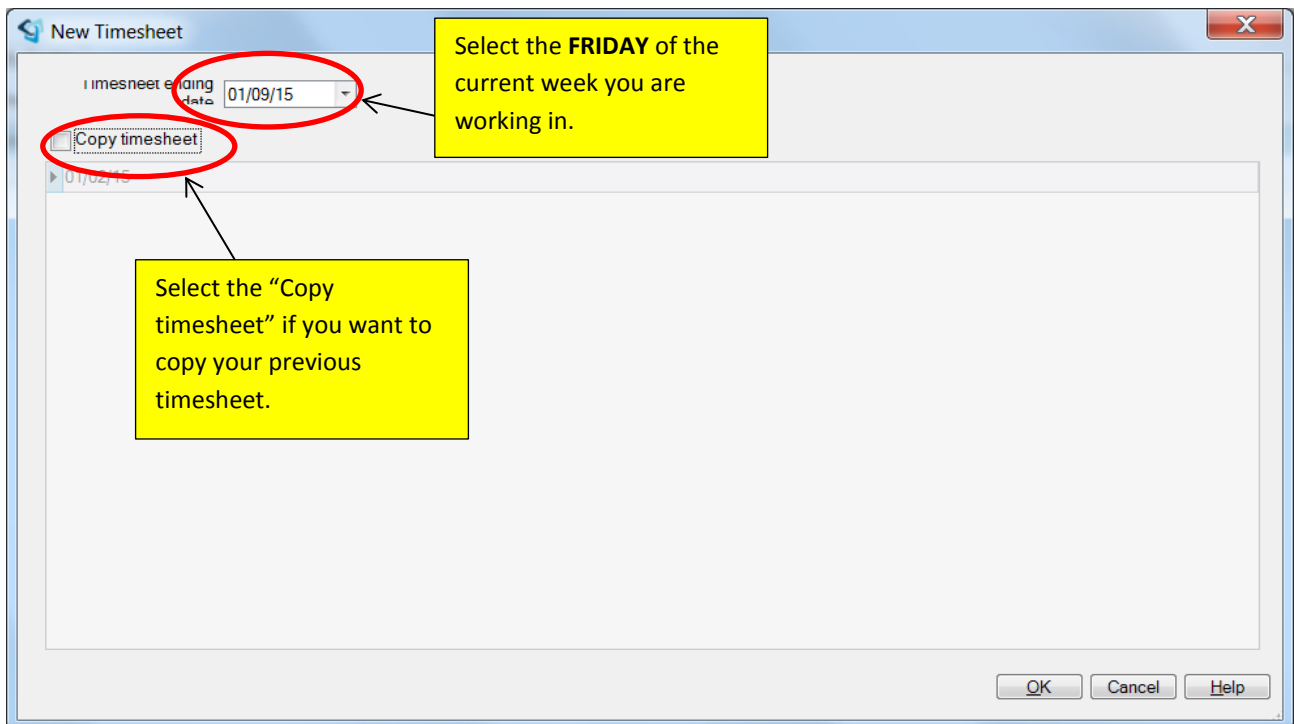 New Timesheet
Select the FRIDAY of the
current week you are
working in.
Timesheet ending
date
01/09/15
Copy timesheet
01/02/15
Select the “Copy
timesheet” if you want to
copy your previous
timesheet.
OK Cancel Help